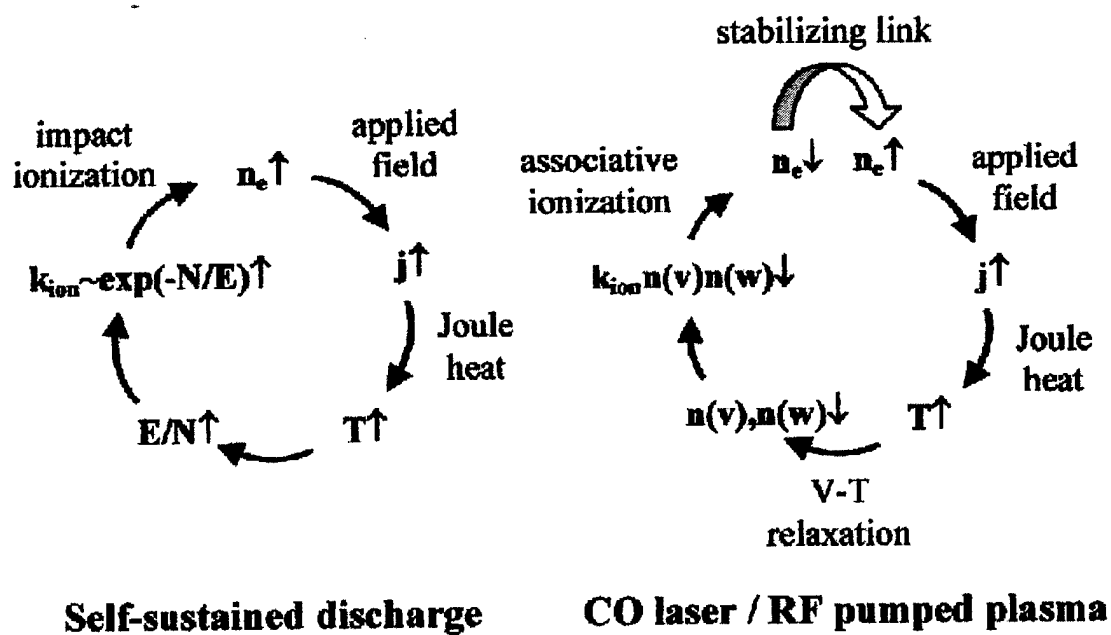 stabilizing link
impact
ionization
applied
field
nₑ↑
j↑
Joule
heat
T↑
E/N↑
kᵢₒₙ~exp(-N/E)↑
Self-sustained discharge
associative
ionization
nₑ↓ nₑ↑
applied
field
j↑
Joule
heat
T↑
V-T
relaxation
n(v),n(w)↓
kᵢₒₙn(v)n(w)↓
CO laser / RF pumped plasma